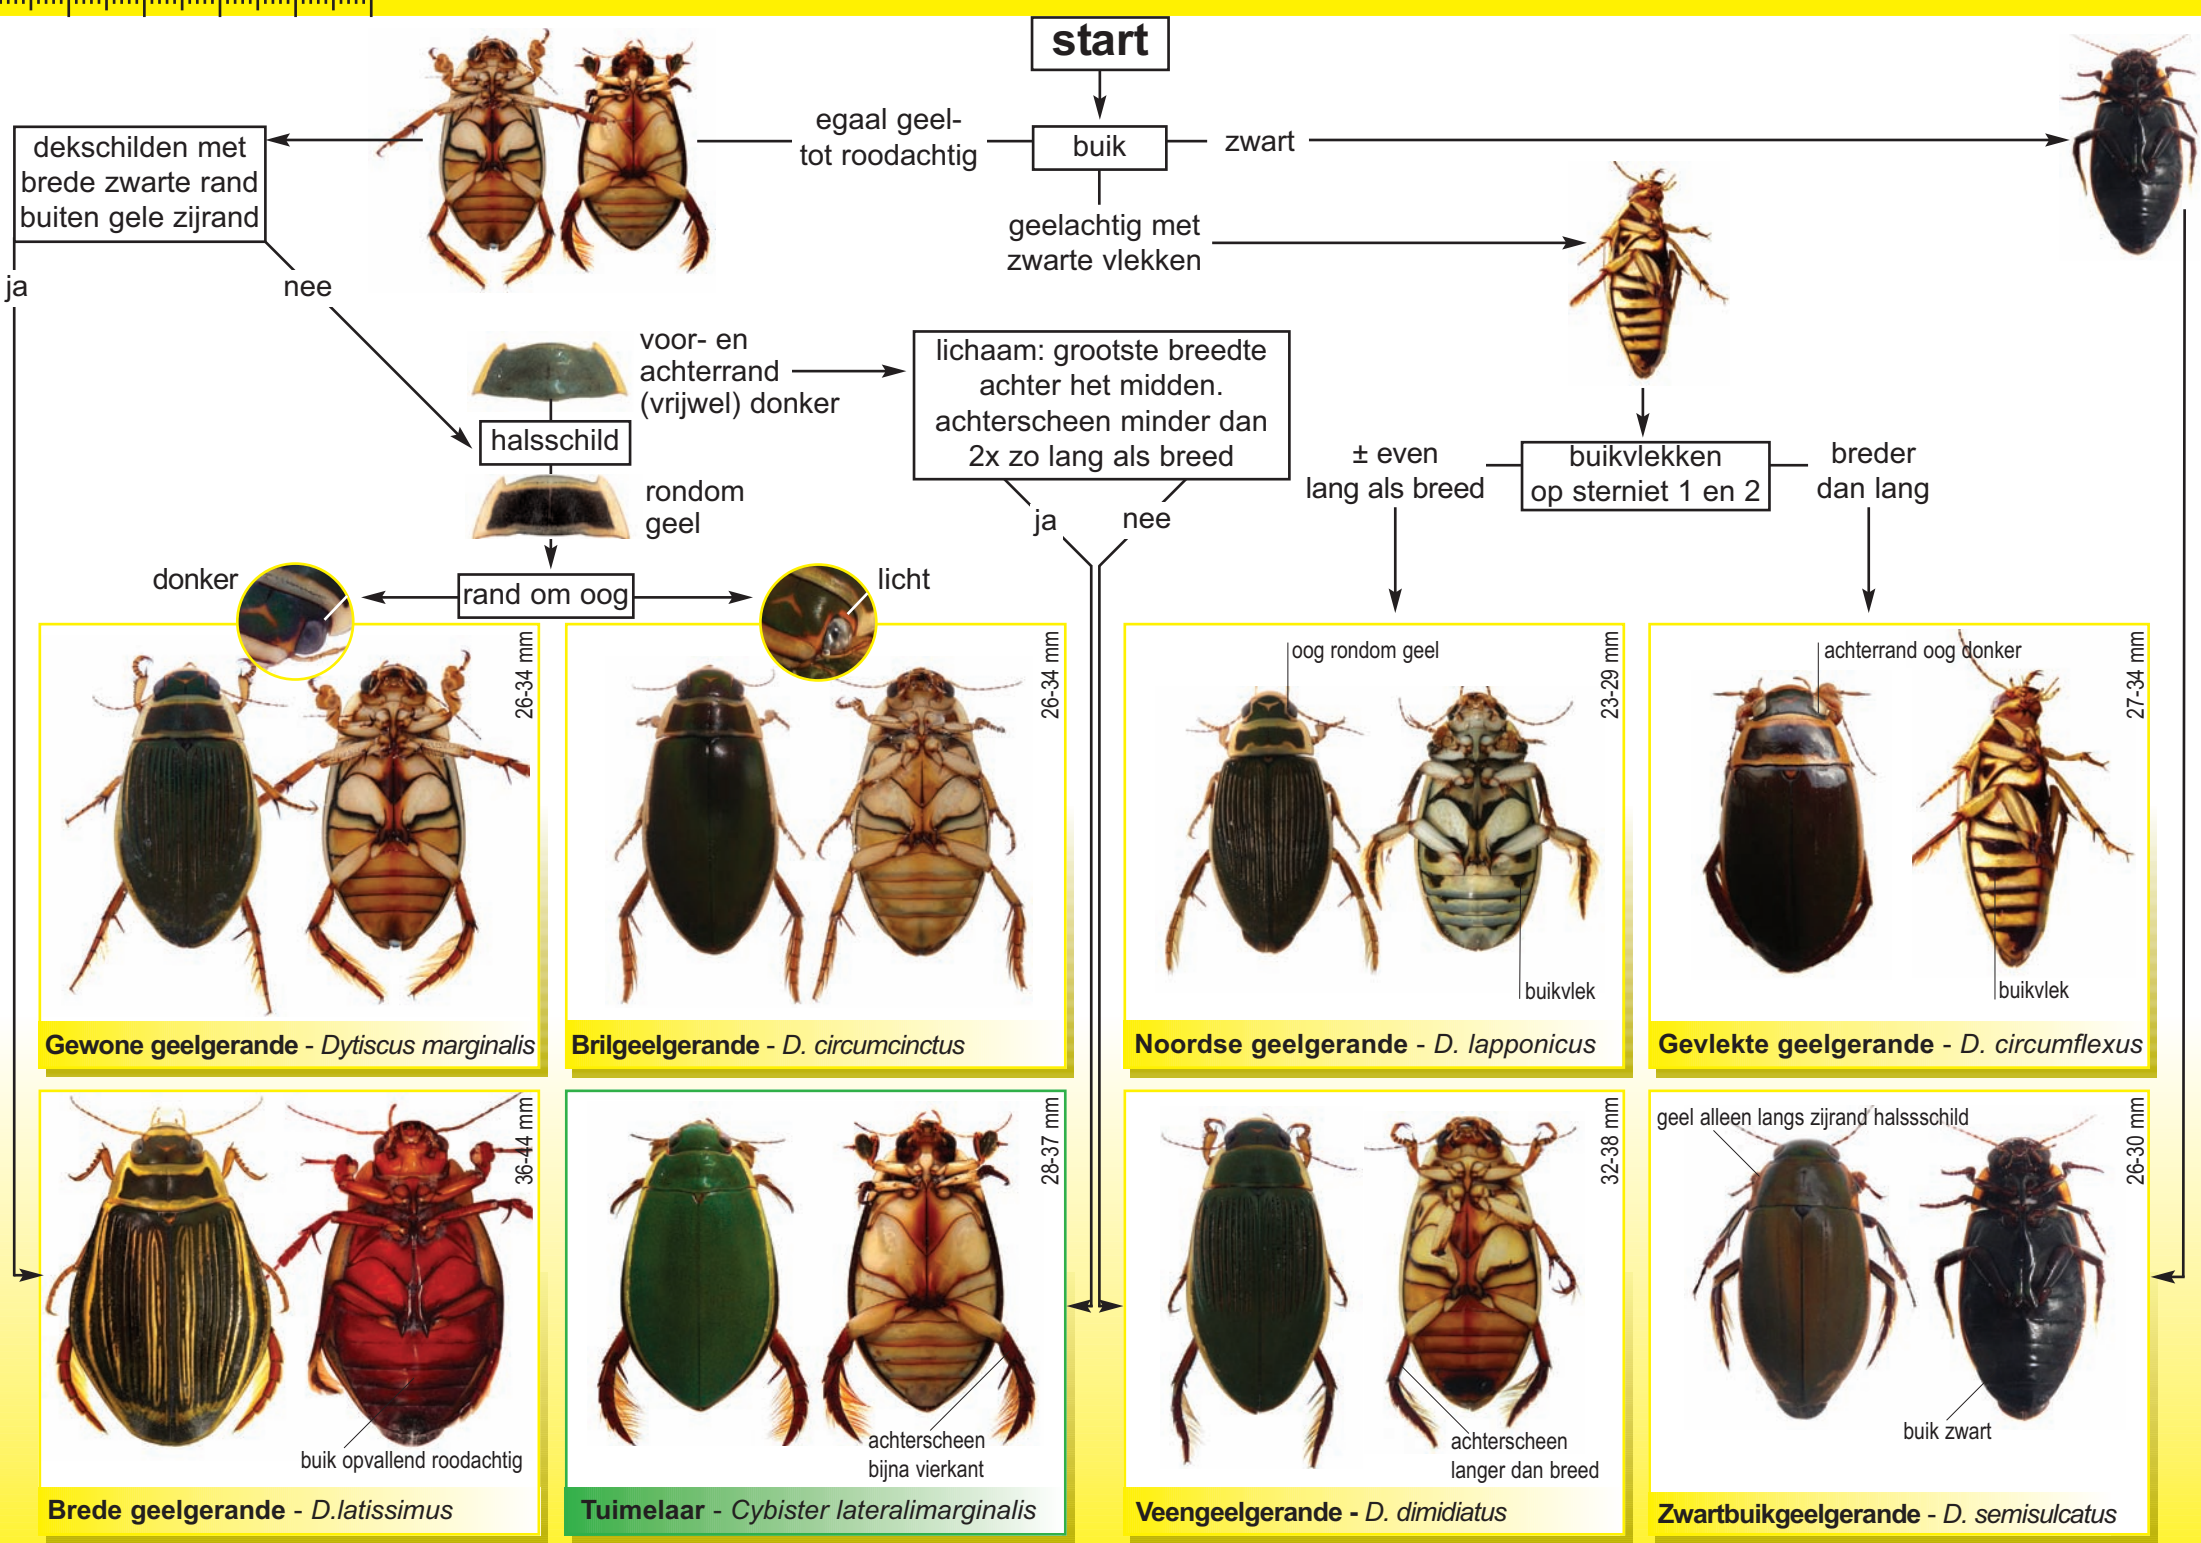 start
egaal geel-
tot roodachtig
buik
zwart
dekschilden met
brede zwarte rand
buiten gele zijrand
geelachtig met
zwarte vlekken
ja
nee
voor- en
achterrand
(vrijwel) donker
lichaam: grootste breedte
achter het midden.
achterscheen minder dan
2x zo lang als breed
halsschild
± even
lang als breed
buikvlekken
op sterniet 1 en 2
breder
dan lang
rondom
geel
ja
nee
donker
rand om oog
licht
26-34 mm
Gewone geelgerande - Dytiscus marginalis
26-34 mm
Brilgeelgerande - D. circumcinctus
oog rondom geel
23-29 mm
buikvlek
Noordse geelgerande - D. lapponicus
achterrand oog donker
27-34 mm
buikvlek
Gevlekte geelgerande - D. circumflexus
36-44 mm
buik opvallend roodachtig
Brede geelgerande - D.latissimus
28-37 mm
achterscheen
bijna vierkant
Tuimelaar - Cybister lateralimarginalis
32-38 mm
achterscheen
langer dan breed
Veengeelgerande - D. dimidiatus
geel alleen langs zijrand halssschild
26-30 mm
buik zwart
Zwartbuikgeelgerande - D. semisulcatus